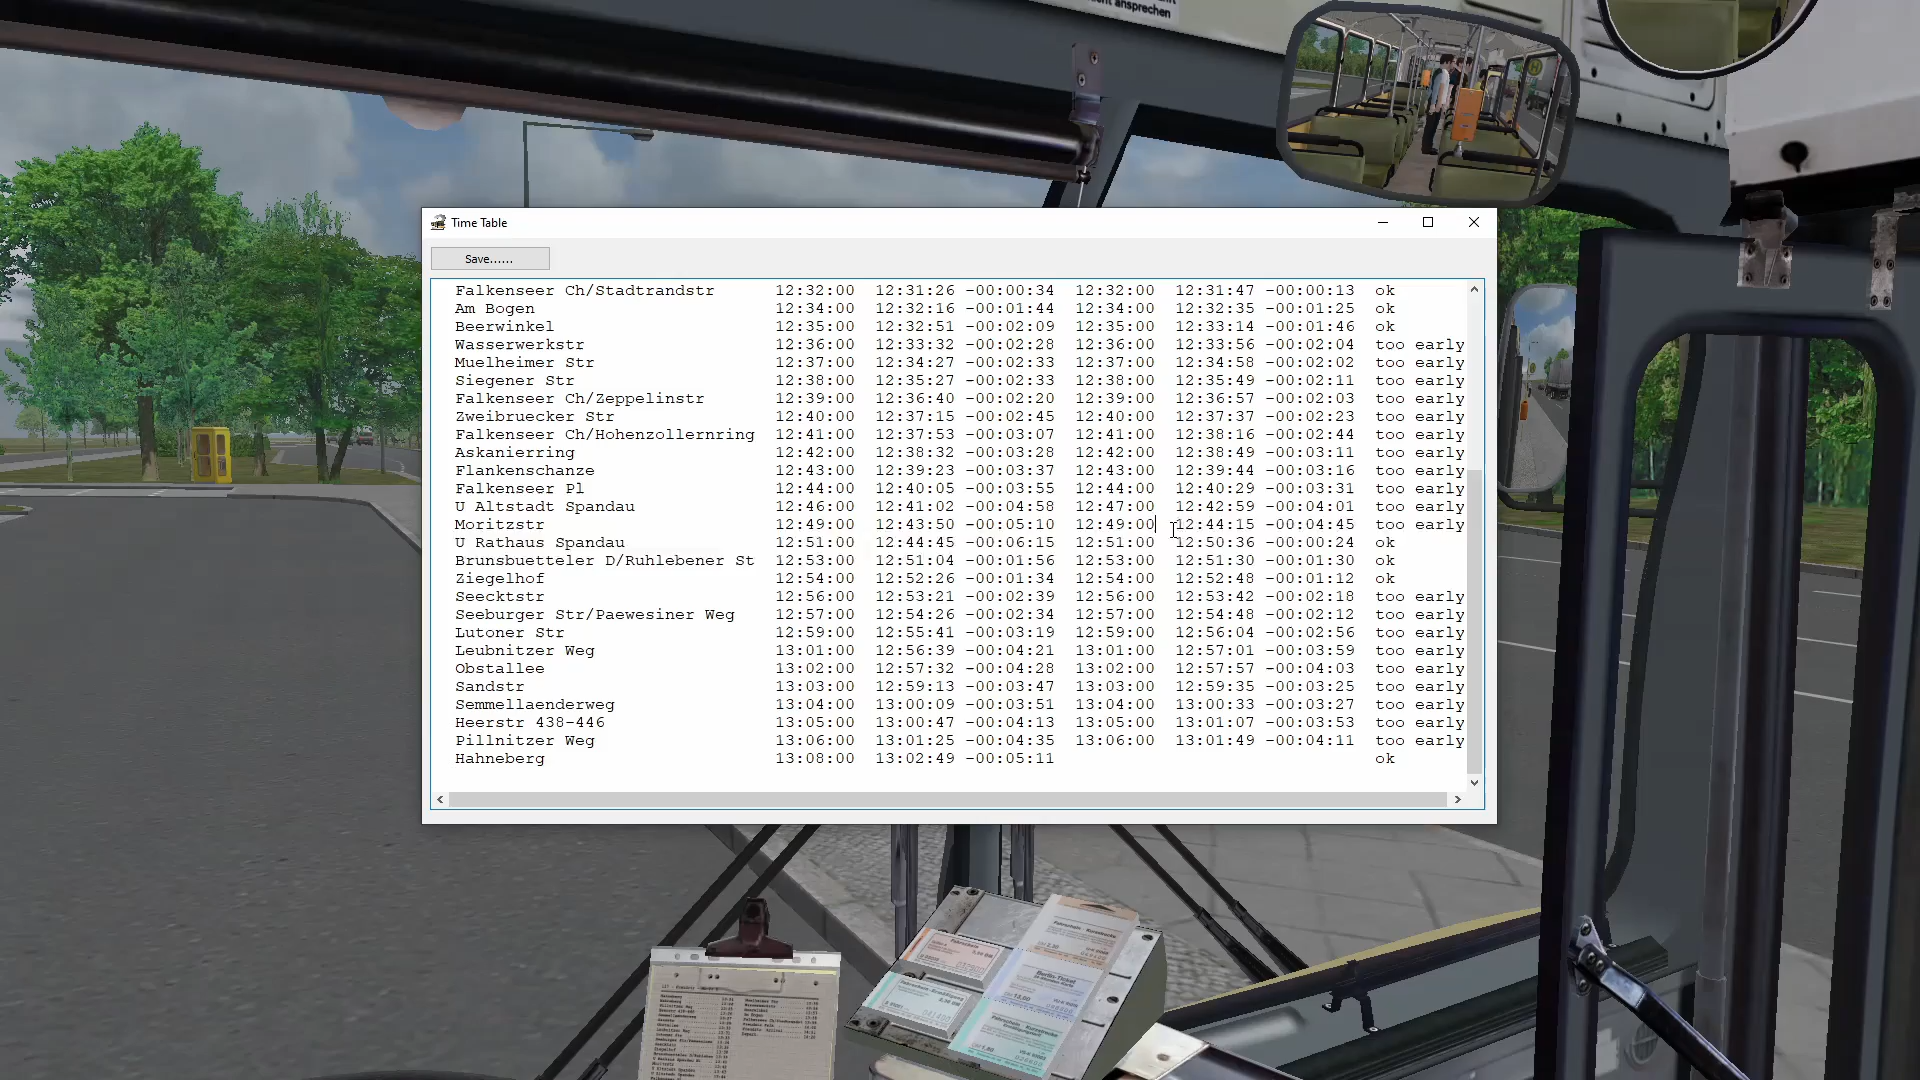 ansprechen
Time Table
Save......
Falkenseer Ch/Stadtrandstr 12:32:00 12:31:26 -00:00:34 12:32:00 12:31:47 -00:00:13 ok
Am Bogen 12:34:00 12:32:16 -00:01:44 12:34:00 12:32:35 -00:01:25 ok
Beerwinkel 12:35:00 12:32:51 -00:02:09 12:35:00 12:33:14 -00:01:46 ok
Wasserwerkstr 12:36:00 12:33:32 -00:02:28 12:36:00 12:33:56 -00:02:04 too early
Muelheimer Str 12:37:00 12:34:27 -00:02:33 12:37:00 12:34:58 -00:02:02 too early
Siegener Str 12:38:00 12:35:27 -00:02:33 12:38:00 12:35:49 -00:02:11 too early
Falkenseer Ch/Zeppelinstr 12:39:00 12:36:40 -00:02:20 12:39:00 12:36:57 -00:02:03 too early
Zweibruecker Str 12:40:00 12:37:15 -00:02:45 12:40:00 12:37:37 -00:02:23 too early
Falkenseer Ch/Hohenzollernring 12:41:00 12:37:53 -00:03:07 12:41:00 12:38:16 -00:02:44 too early
Askanierring 12:42:00 12:38:32 -00:03:28 12:42:00 12:38:49 -00:03:11 too early
Flankenschanze 12:43:00 12:39:23 -00:03:37 12:43:00 12:39:44 -00:03:16 too early
Falkenseer Pl 12:44:00 12:40:05 -00:03:55 12:44:00 12:40:29 -00:03:31 too early
U Altstadt Spandau 12:46:00 12:41:02 -00:04:58 12:47:00 12:42:59 -00:04:01 too early
Moritzstr 12:49:00 12:43:50 -00:05:10 12:49:00 12:44:15 -00:04:45 too early
U Rathaus Spandau 12:51:00 12:44:45 -00:06:15 12:51:00 12:50:36 -00:00:24 ok
Brunsbuetteler D/Ruhlebener St 12:53:00 12:51:04 -00:01:56 12:53:00 12:51:30 -00:01:30 ok
Ziegelhof 12:54:00 12:52:26 -00:01:34 12:54:00 12:52:48 -00:01:12 ok
Seecktstr 12:56:00 12:53:21 -00:02:39 12:56:00 12:53:42 -00:02:18 too early
Seeburger Str/Paewesiner Weg 12:57:00 12:54:26 -00:02:34 12:57:00 12:54:48 -00:02:12 too early
Lutoner Str 12:59:00 12:55:41 -00:03:19 12:59:00 12:56:04 -00:02:56 too early
Leubnitzer Weg 13:01:00 12:56:39 -00:04:21 13:01:00 12:57:01 -00:03:59 too early
Obstallee 13:02:00 12:57:32 -00:04:28 13:02:00 12:57:57 -00:04:03 too early
Sandstr 13:03:00 12:59:13 -00:03:47 13:03:00 12:59:35 -00:03:25 too early
Semmellaenderweg 13:04:00 13:00:09 -00:03:51 13:04:00 13:00:33 -00:03:27 too early
Heerstr 438-446 13:05:00 13:00:47 -00:04:13 13:05:00 13:01:07 -00:03:53 too early
Pillnitzer Weg 13:06:00 13:01:25 -00:04:35 13:06:00 13:01:49 -00:04:11 too early
Hahneberg 13:08:00 13:02:49 -00:05:11 ok